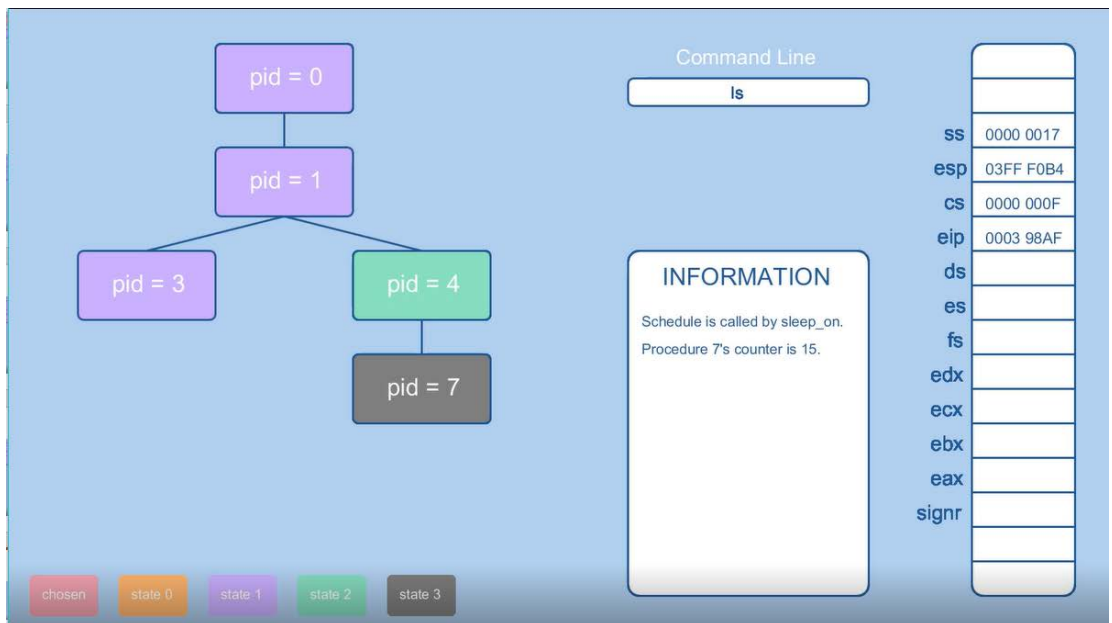 pid = 0
pid = 1
pid = 3
pid = 4
pid = 7
chosen
state 0
state 1
state 2
state 3
Command Line
ls
INFORMATION
Schedule is called by sleep_on.
Procedure 7's counter is 15.
ss 0000 0017
esp 03FF F0B4
cs 0000 000F
eip 0003 98AF
ds
es
fs
edx
ecx
ebx
eax
signr